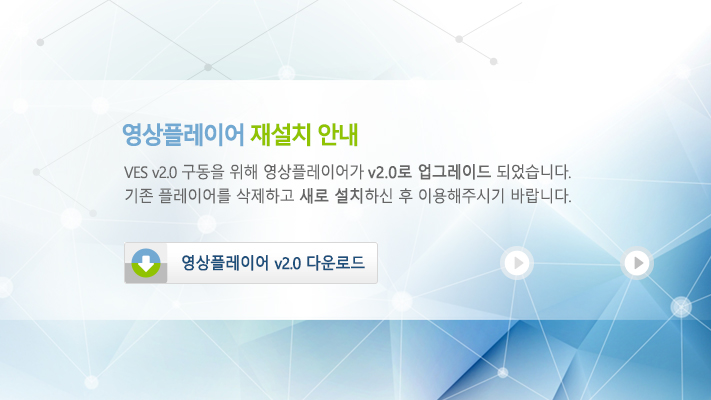 영상플레이어 재설치 안내
VES v2.0 구동을 위해 영상플레이어가 v2.0로 업그레이드 되었습니다.
기존 플레이어를 삭제하고 새로 설치하신 후 이용해주시기 바랍니다.
영상플레이어 v2.0 다운로드